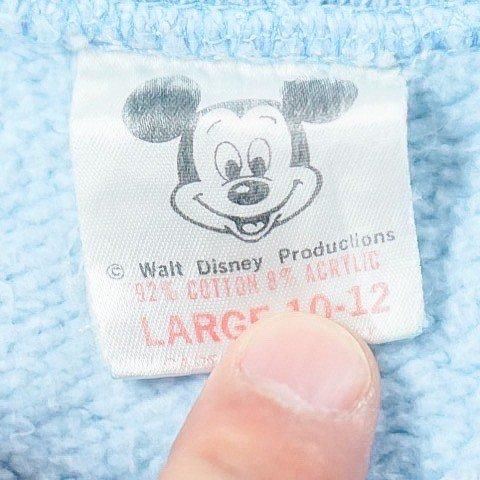 © Walt Disney Productions
92% COTTON 8% ACRYLIC
LARGE 10-12